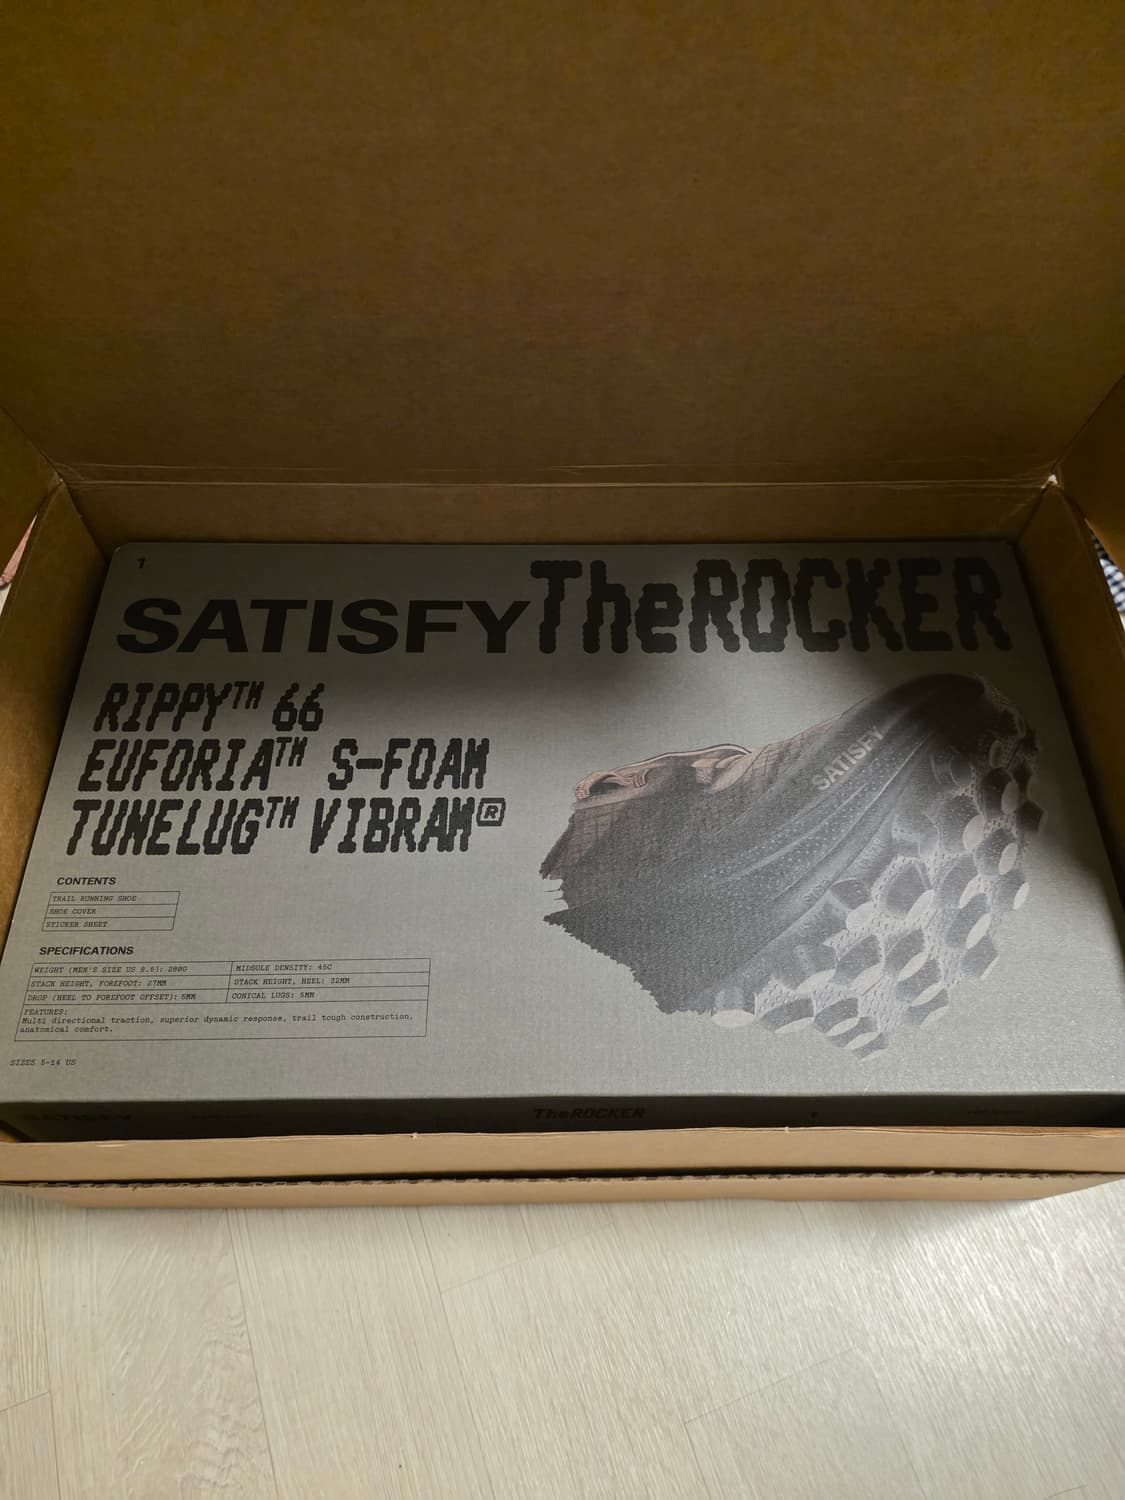 1
SATISFY TheROCKER
RIPPY™ 66
EUFORIA™ S-FOAM
TUNELUG™ VIBRAM®
SATISFY
CONTENTS
TRAIL RUNNING SHOE
SHOE COVER
STICKER SHEET
SPECIFICATIONS
WEIGHT (MEN'S SIZE US 8.5): 280G MIDSOLE DENSITY: 45C
STACK HEIGHT, FOREFOOT: 27MM STACK HEIGHT, HEEL: 32MM
DROP (HEEL TO FOREFOOT OFFSET): 5MM CONICAL LUGS: 5MM
FEATURES:
Multi directional traction, superior dynamic response, trail tough construction,
anatomical comfort.
SIZES 5-14 US
SATISFY TheROCKER